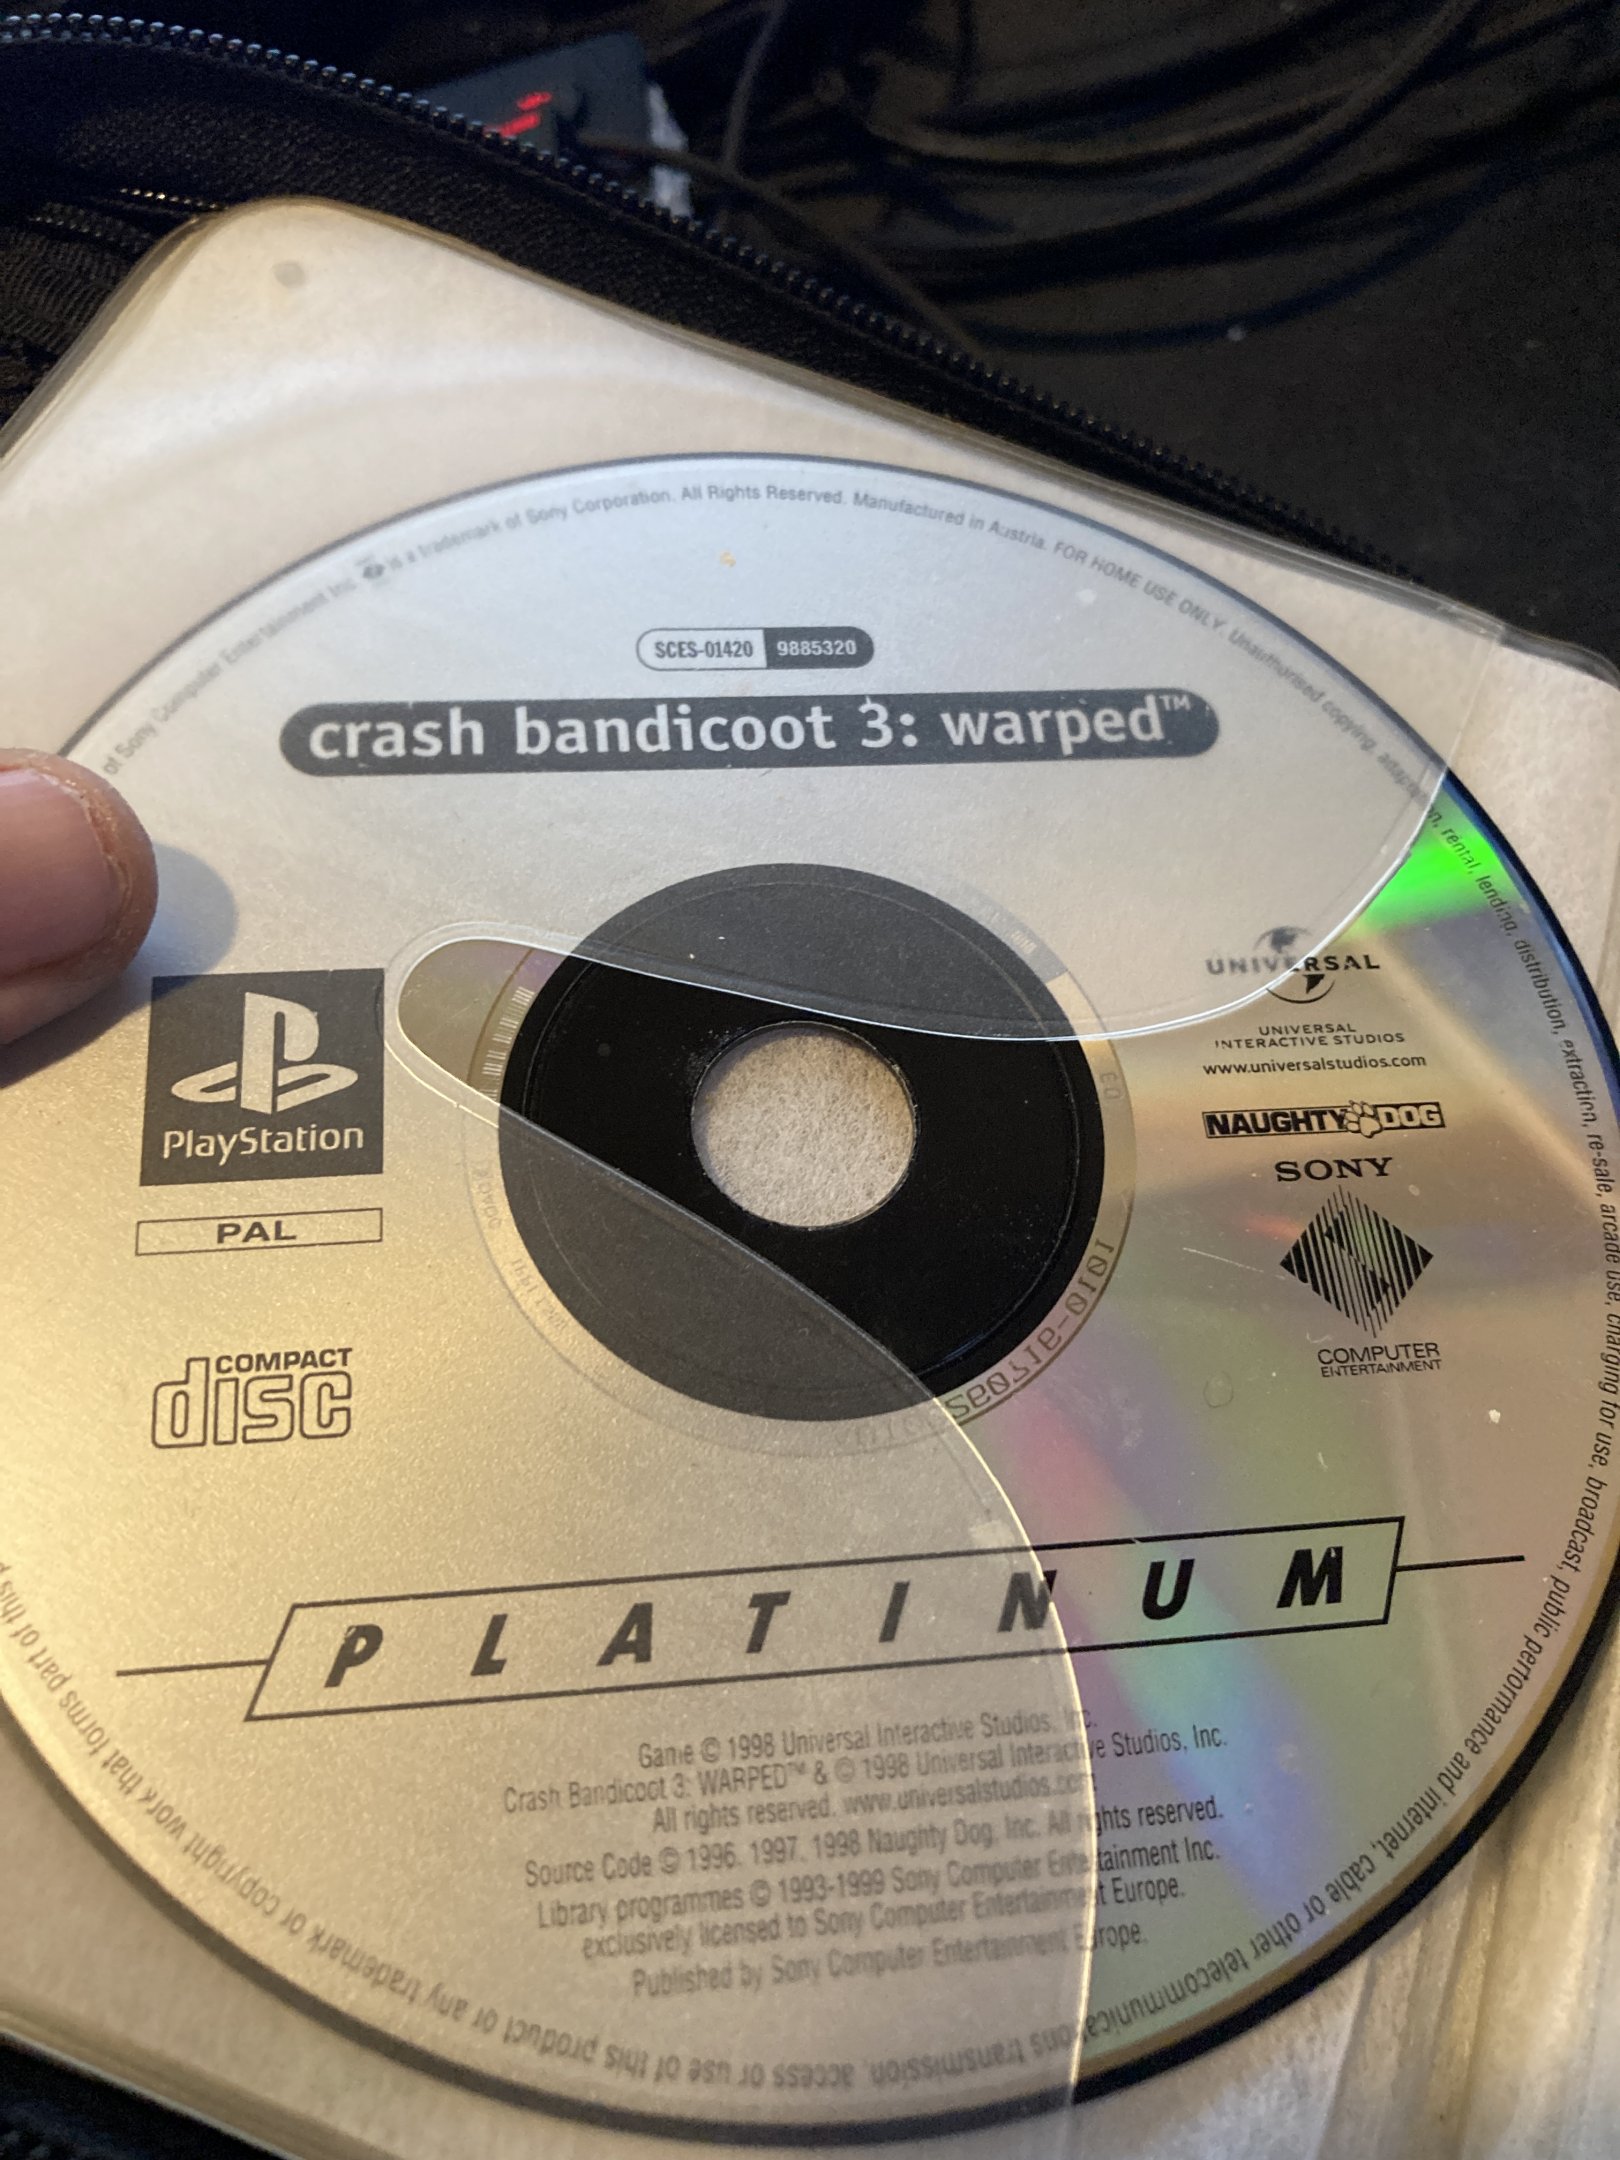 of Sony Computer Entertainment Inc. is a trademark of Sony Corporation. All Rights Reserved. Manufactured in Austria. FOR HOME USE ONLY. Unauthorised copying, adaptation, rental, lending, distribution, extraction, re-sale, arcade use, charging for use, broadcast, public performance and internet, cable or other telecommunications transmission, access or use of this product or any trademark or copyright work that forms part of this
SCES-01420 9885320
crash bandicoot 3: warped™
UNIVERSAL
UNIVERSAL
INTERACTIVE STUDIOS
www.universalstudios.com
NAUGHTY DOG
SONY
COMPUTER
ENTERTAINMENT
PlayStation
PAL
COMPACT
disc
PLATINUM
Game © 1998 Universal Interactive Studios, Inc.
Crash Bandicoot 3: WARPED™ & © 1998 Universal Interactive Studios, Inc.
All rights reserved. www.universalstudios.com
Source Code © 1996, 1997, 1998 Naughty Dog, Inc. All rights reserved.
Library programmes © 1993-1999 Sony Computer Entertainment Inc.
exclusively licensed to Sony Computer Entertainment Europe.
Published by Sony Computer Entertainment Europe.